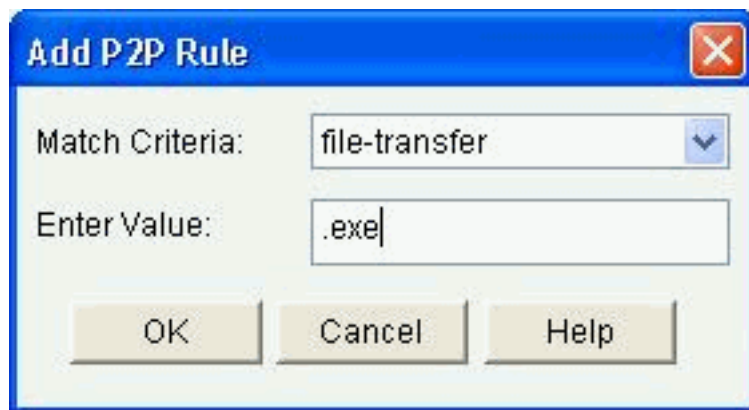 Add P2P Rule
Match Criteria: file-transfer
Enter Value: .exe
OK Cancel Help